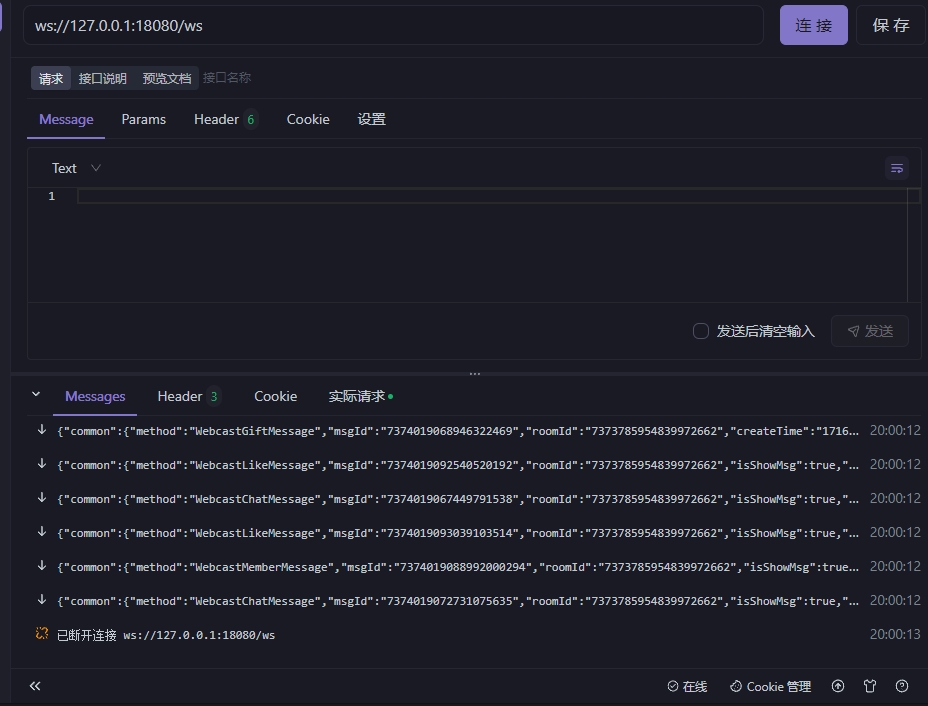 ws://127.0.0.1:18080/ws 连 接 保 存
请求 接口说明 预览文档 接口名称
Message Params Header 6 Cookie 设置
Text
1
发送后清空输入 发送
Messages Header 3 Cookie 实际请求
{"common":{"method":"WebcastGiftMessage","msgId":"7374019068946322469","roomId":"7373785954839972662","createTime":"1716... 20:00:12
{"common":{"method":"WebcastLikeMessage","msgId":"7374019092540520192","roomId":"7373785954839972662","isShowMsg":true,"... 20:00:12
{"common":{"method":"WebcastChatMessage","msgId":"7374019067449791538","roomId":"7373785954839972662","isShowMsg":true,"... 20:00:12
{"common":{"method":"WebcastLikeMessage","msgId":"7374019093039103514","roomId":"7373785954839972662","isShowMsg":true,"... 20:00:12
{"common":{"method":"WebcastMemberMessage","msgId":"7374019088992000294","roomId":"7373785954839972662","isShowMsg":true... 20:00:12
{"common":{"method":"WebcastChatMessage","msgId":"7374019072731075635","roomId":"7373785954839972662","isShowMsg":true,"... 20:00:12
已断开连接 ws://127.0.0.1:18080/ws 20:00:13
在线 Cookie 管理